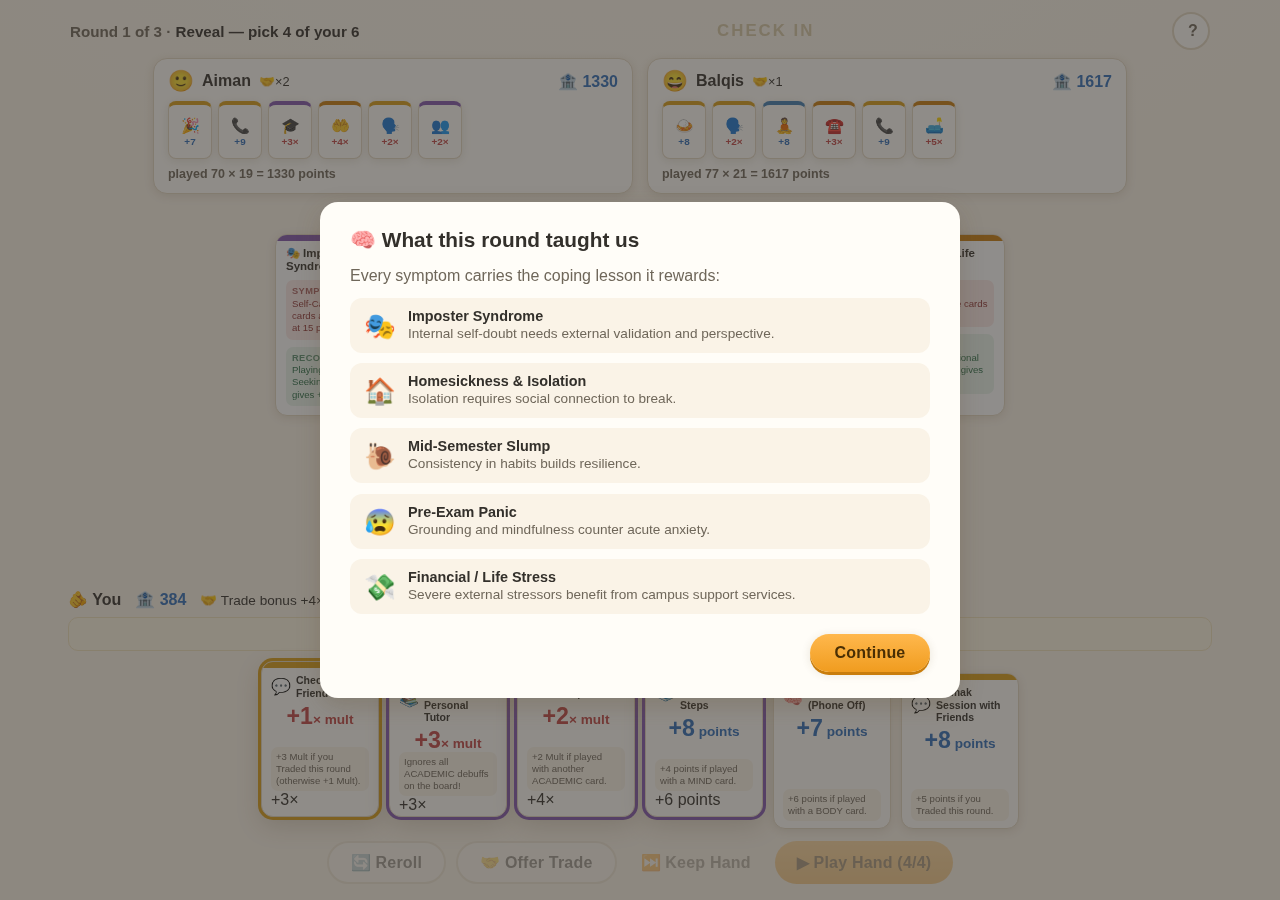 Round 1 of 3 · Reveal — pick 4 of your 6
CHECK IN
?
Aiman ×2
1330
+7 +9 +3× +4× +2× +2×
played 70 × 19 = 1330 points
Balqis ×1
1617
+8 +2× +8 +3× +9 +5×
played 77 × 21 = 1617 points
What this round taught us
Every symptom carries the coping lesson it rewards:
Imposter Syndrome
Internal self-doubt needs external validation and perspective.
Homesickness & Isolation
Isolation requires social connection to break.
Mid-Semester Slump
Consistency in habits builds resilience.
Pre-Exam Panic
Grounding and mindfulness counter acute anxiety.
Financial / Life Stress
Severe external stressors benefit from campus support services.
Continue
cards
at 15
gives
cards
gives
You 384 Trade bonus
+1× mult
+3 Mult if you
Traded this round
(otherwise +1 Mult).
+3×
Personal
Tutor
+3× mult
Ignores all
ACADEMIC debuffs
on the board!
+3×
+2× mult
+2 Mult if played
with another
ACADEMIC card.
+4×
Steps
+8 points
+4 points if played
with a MIND card.
+6 points
(Phone Off)
+7 points
+6 points if played
with a BODY card.
Session with
Friends
+8 points
+5 points if you
Traded this round.
Reroll
Offer Trade
Keep Hand
Play Hand (4/4)